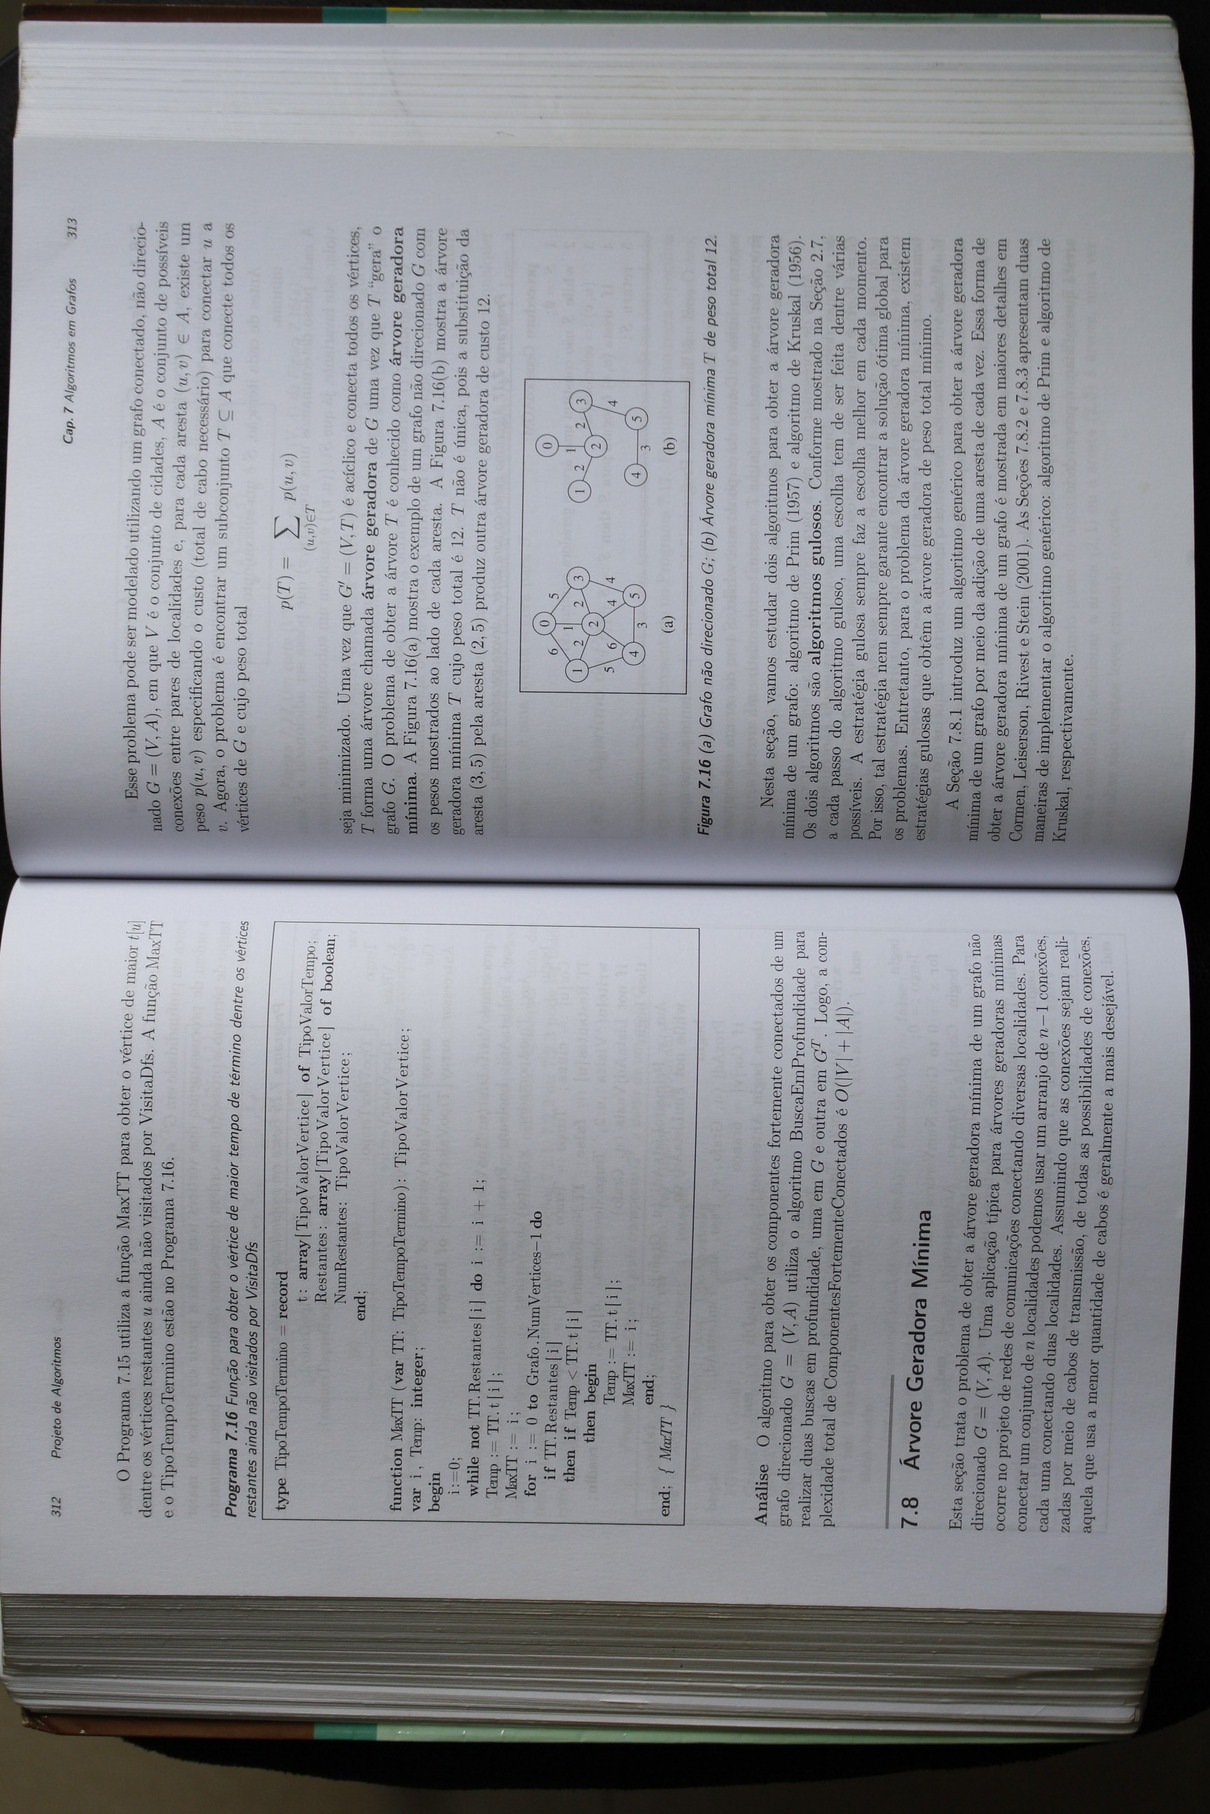 312 Projeto de Algoritmos
O Programa 7.15 utiliza a função MaxTT para obter o vértice de maior t[u]
dentre os vértices restantes u ainda não visitados por VisitaDfs. A função MaxTT
e o TipoTempoTermino estão no Programa 7.16.
Programa 7.16 Função para obter o vértice de maior tempo de término dentre os vértices
restantes ainda não visitados por VisitaDfs
type TipoTempoTermino = record
t: array[TipoValorVertice] of TipoValorTempo;
Restantes: array[TipoValorVertice] of boolean;
NumRestantes: TipoValorVertice;
end;
function MaxTT (var TT: TipoTempoTermino): TipoValorVertice;
var i, Temp: integer;
begin
i:=0;
while not TT.Restantes[i] do i := i + 1;
Temp := TT.t[i];
MaxTT := i;
for i := 0 to Grafo.NumVertices-1 do
if TT.Restantes[i]
then if Temp < TT.t[i]
then begin
Temp := TT.t[i];
MaxTT := i;
end;
end; { MaxTT }
Análise O algoritmo para obter os componentes fortemente conectados de um
grafo direcionado G = (V, A) utiliza o algoritmo BuscaEmProfundidade para
realizar duas buscas em profundidade, uma em G e outra em G^T. Logo, a com-
plexidade total de ComponentesFortementeConectados é O(|V| + |A|).
7.8 Árvore Geradora Mínima
Esta seção trata o problema de obter a árvore geradora mínima de um grafo não
direcionado G = (V, A). Uma aplicação típica para árvores geradoras mínimas
ocorre no projeto de redes de comunicações conectando diversas localidades. Para
conectar um conjunto de n localidades podemos usar um arranjo de n−1 conexões,
cada uma conectando duas localidades. Assumindo que as conexões sejam reali-
zadas por meio de cabos de transmissão, de todas as possibilidades de conexões,
aquela que usa a menor quantidade de cabos é geralmente a mais desejável.
Cap. 7 Algoritmos em Grafos 313
Esse problema pode ser modelado utilizando um grafo conectado, não direcio-
nado G = (V, A), em que V é o conjunto de cidades, A é o conjunto de possíveis
conexões entre pares de localidades e, para cada aresta (u, v) ∈ A, existe um
peso p(u, v) especificando o custo (total de cabo necessário) para conectar u a
v. Agora, o problema é encontrar um subconjunto T ⊆ A que conecte todos os
vértices de G e cujo peso total
p(T) = ∑ p(u, v)
(u,v)∈T
seja minimizado. Uma vez que G′ = (V, T) é acíclico e conecta todos os vértices,
T forma uma árvore chamada árvore geradora de G uma vez que T “gera” o
grafo G. O problema de obter a árvore T é conhecido como árvore geradora
mínima. A Figura 7.16(a) mostra o exemplo de um grafo não direcionado G com
os pesos mostrados ao lado de cada aresta. A Figura 7.16(b) mostra a árvore
geradora mínima T cujo peso total é 12. T não é única, pois a substituição da
aresta (3, 5) pela aresta (2, 5) produz outra árvore geradora de custo 12.
0 0
6 5
1 1
1 2 2 3 1 2 2 3
2 2
5 6 4 4 4
4 3 5 4 3 5
(a) (b)
Figura 7.16 (a) Grafo não direcionado G; (b) Árvore geradora mínima T de peso total 12.
Nesta seção, vamos estudar dois algoritmos para obter a árvore geradora
mínima de um grafo: algoritmo de Prim (1957) e algoritmo de Kruskal (1956).
Os dois algoritmos são algoritmos gulosos. Conforme mostrado na Seção 2.7,
a cada passo do algoritmo guloso, uma escolha tem de ser feita dentre várias
possíveis. A estratégia gulosa sempre faz a escolha melhor em cada momento.
Por isso, tal estratégia nem sempre garante encontrar a solução ótima global para
os problemas. Entretanto, para o problema da árvore geradora mínima, existem
estratégias gulosas que obtêm a árvore geradora de peso total mínimo.
A Seção 7.8.1 introduz um algoritmo genérico para obter a árvore geradora
mínima de um grafo por meio da adição de uma aresta de cada vez. Essa forma de
obter a árvore geradora mínima de um grafo é mostrada em maiores detalhes em
Cormen, Leiserson, Rivest e Stein (2001). As Seções 7.8.2 e 7.8.3 apresentam duas
maneiras de implementar o algoritmo genérico: algoritmo de Prim e algoritmo de
Kruskal, respectivamente.